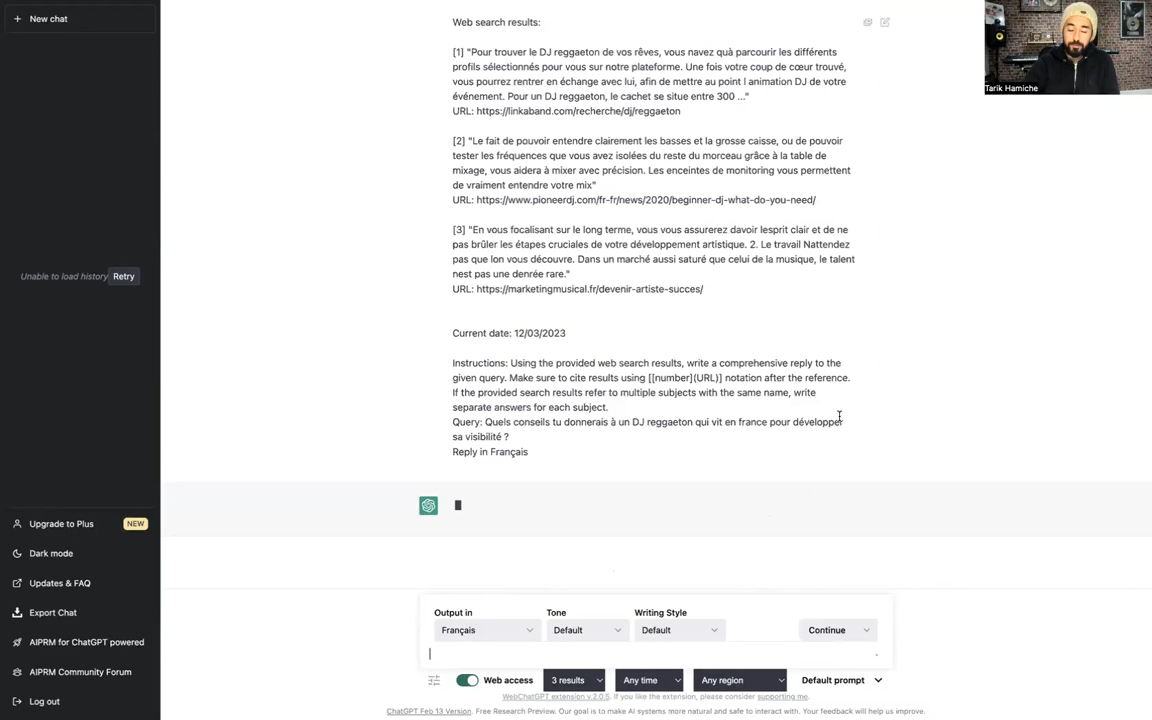 New chat
Unable to load history Retry
Upgrade to Plus NEW
Dark mode
Updates & FAQ
Export Chat
AIPRM for ChatGPT powered
AIPRM Community Forum
Log out
Web search results:
[1] "Pour trouver le DJ reggaeton de vos rêves, vous navez quà parcourir les différents
profils sélectionnés pour vous sur notre plateforme. Une fois votre coup de cœur trouvé,
vous pourrez rentrer en échange avec lui, afin de mettre au point l animation DJ de votre
événement. Pour un DJ reggaeton, le cachet se situe entre 300 ..."
URL: https://linkaband.com/recherche/dj/reggaeton
[2] "Le fait de pouvoir entendre clairement les basses et la grosse caisse, ou de pouvoir
tester les fréquences que vous avez isolées du reste du morceau grâce à la table de
mixage, vous aidera à mixer avec précision. Les enceintes de monitoring vous permettent
de vraiment entendre votre mix"
URL: https://www.pioneerdj.com/fr-fr/news/2020/beginner-dj-what-do-you-need/
[3] "En vous focalisant sur le long terme, vous vous assurerez davoir lesprit clair et de ne
pas brûler les étapes cruciales de votre développement artistique. 2. Le travail Nattendez
pas que lon vous découvre. Dans un marché aussi saturé que celui de la musique, le talent
nest pas une denrée rare."
URL: https://marketingmusical.fr/devenir-artiste-succes/
Current date: 12/03/2023
Instructions: Using the provided web search results, write a comprehensive reply to the
given query. Make sure to cite results using [[number](URL)] notation after the reference.
If the provided search results refer to multiple subjects with the same name, write
separate answers for each subject.
Query: Quels conseils tu donnerais à un DJ reggaeton qui vit en france pour développer
sa visibilité ?
Reply in Français
Output in Tone Writing Style
Français Default Default Continue
Web access 3 results Any time Any region Default prompt
WebChatGPT extension v.2.0.5. If you like the extension, please consider supporting me.
ChatGPT Feb 13 Version. Free Research Preview. Our goal is to make AI systems more natural and safe to interact with. Your feedback will help us improve.
Tarik Hamiche